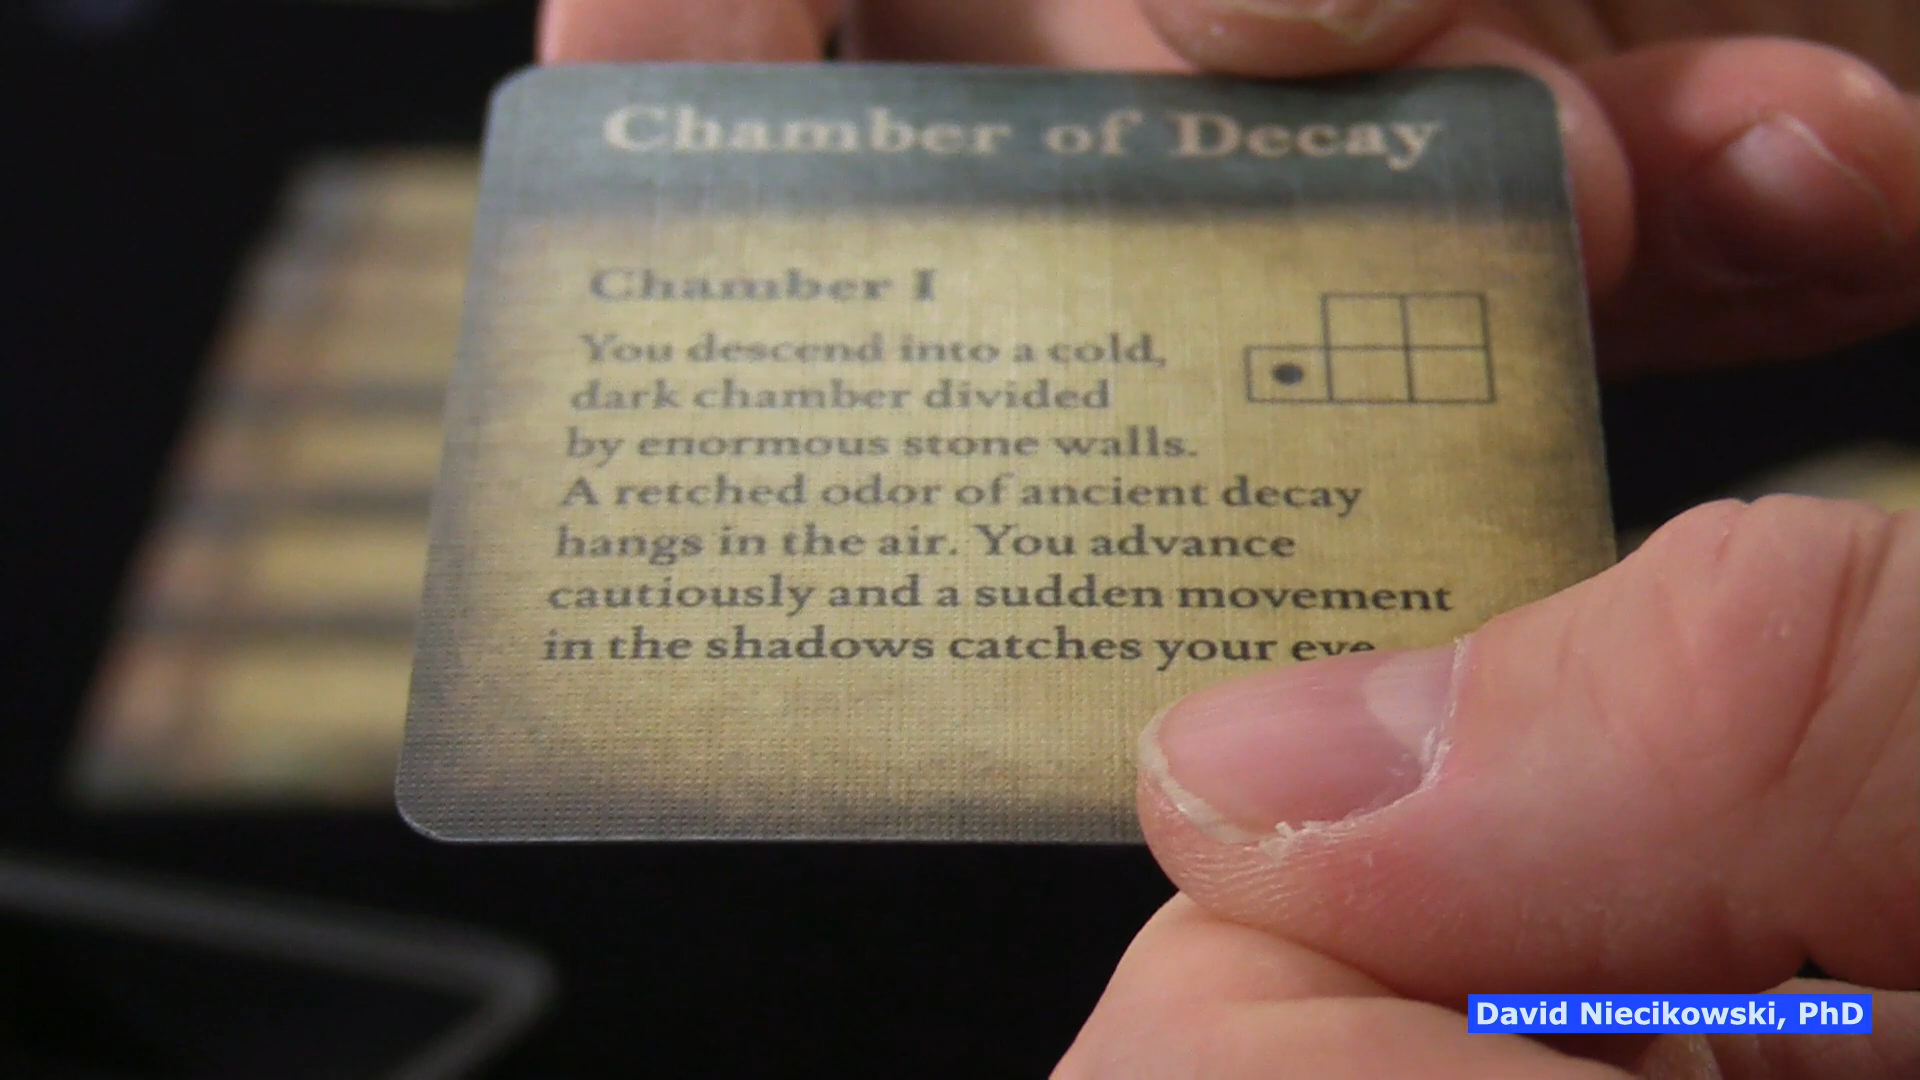 Chamber of Decay
Chamber I
You descend into a cold,
dark chamber divided
by enormous stone walls.
A retched odor of ancient decay
hangs in the air. You advance
cautiously and a sudden movement
in the shadows catches your eye
David Niecikowski, PhD